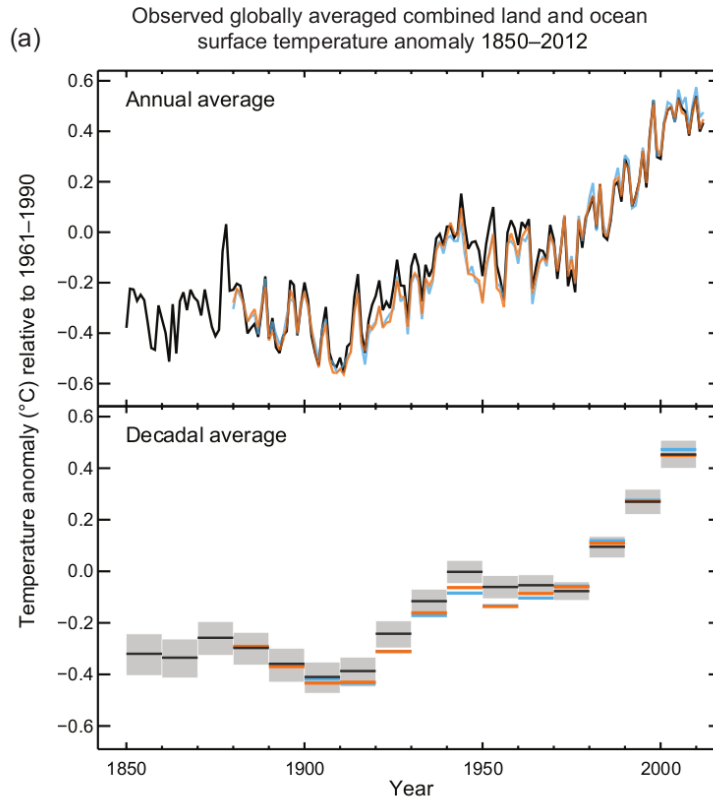 Observed globally averaged combined land and ocean
(a)
surface temperature anomaly 1850–2012
Temperature anomaly (°C) relative to 1961–1990
Annual average
0.6
0.4
0.2
0.0
−0.2
−0.4
−0.6
Decadal average
0.6
0.4
0.2
0.0
−0.2
−0.4
−0.6
1850
1900
1950
2000
Year